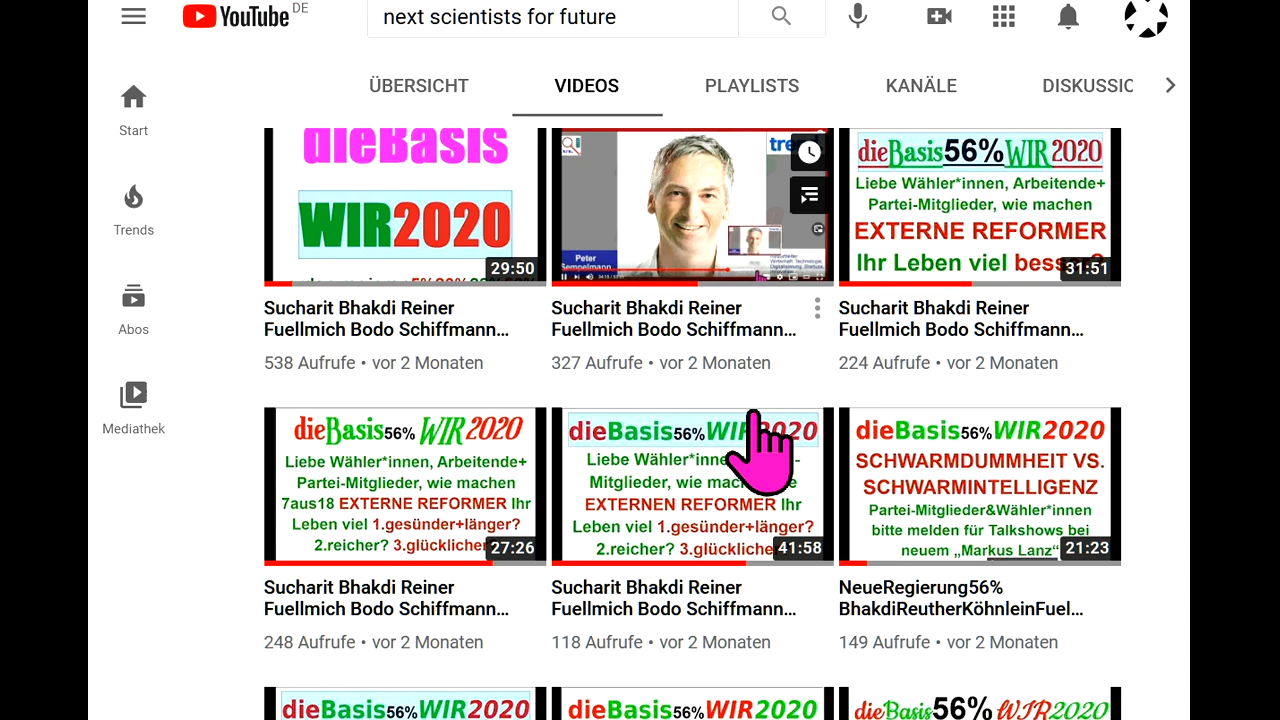 YouTube DE
next scientists for future
ÜBERSICHT
VIDEOS
PLAYLISTS
KANÄLE
DISKUSSIC
Start
Trends
Abos
Mediathek
dieBasis
WIR2020
29:50
Sucharit Bhakdi Reiner
Fuellmich Bodo Schiffmann...
538 Aufrufe • vor 2 Monaten
Peter
Sempelmann
Sucharit Bhakdi Reiner
Fuellmich Bodo Schiffmann...
327 Aufrufe • vor 2 Monaten
dieBasis56%WIR2020
Liebe Wähler*innen, Arbeitende+
Partei-Mitglieder, wie machen
EXTERNE REFORMER
Ihr Leben viel
31:51
Sucharit Bhakdi Reiner
Fuellmich Bodo Schiffmann...
224 Aufrufe • vor 2 Monaten
dieBasis56% WIR2020
Liebe Wähler*innen, Arbeitende+
Partei-Mitglieder, wie machen
7aus18 EXTERNE REFORMER Ihr
Leben viel 1.gesünder+länger?
2.reicher? 3.glücklicher
27:26
Sucharit Bhakdi Reiner
Fuellmich Bodo Schiffmann...
248 Aufrufe • vor 2 Monaten
dieBasis56%WIR2020
Liebe Wähler*inne
Mitglieder, wie mac
EXTERNEN REFORMER Ihr
Leben viel 1.gesünder+länger?
2.reicher? 3.glückliche
41:58
Sucharit Bhakdi Reiner
Fuellmich Bodo Schiffmann...
118 Aufrufe • vor 2 Monaten
dieBasis56%WIR2020
SCHWARMDUMMHEIT VS.
SCHWARMINTELLIGENZ
Partei-Mitglieder&Wähler*innen
bitte melden für Talkshows bei
neuem „Markus Lanz“
21:23
NeueRegierung56%
BhakdiReutherKöhnleinFuel...
149 Aufrufe • vor 2 Monaten
dieBasis56%WIR2020
dieBasis56%WIR2020
dieBasis56%WIR2020